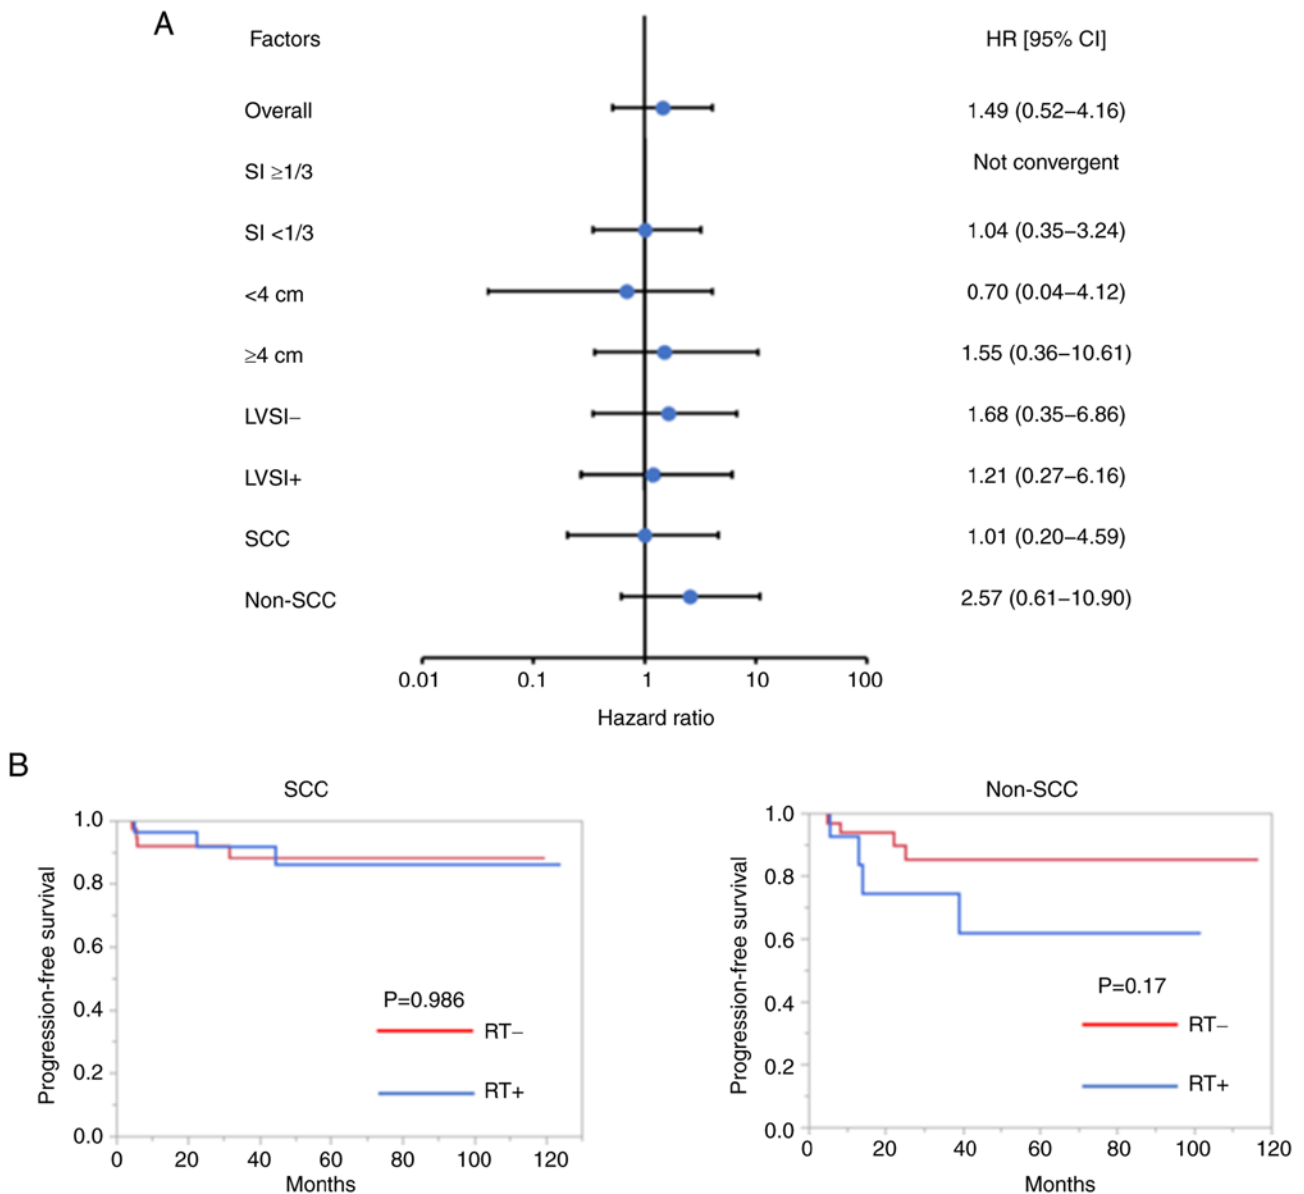 A
Factors HR [95% CI]
Overall 1.49 (0.52–4.16)
SI ≥1/3 Not convergent
SI <1/3 1.04 (0.35–3.24)
<4 cm 0.70 (0.04–4.12)
≥4 cm 1.55 (0.36–10.61)
LVSI– 1.68 (0.35–6.86)
LVSI+ 1.21 (0.27–6.16)
SCC 1.01 (0.20–4.59)
Non-SCC 2.57 (0.61–10.90)
0.01 0.1 1 10 100
Hazard ratio
B
SCC
Progression-free survival
1.0
0.8
0.6
0.4
0.2
0.0
P=0.986
RT–
RT+
0 20 40 60 80 100 120
Months
Non-SCC
Progression-free survival
1.0
0.8
0.6
0.4
0.2
0.0
P=0.17
RT–
RT+
0 20 40 60 80 100 120
Months